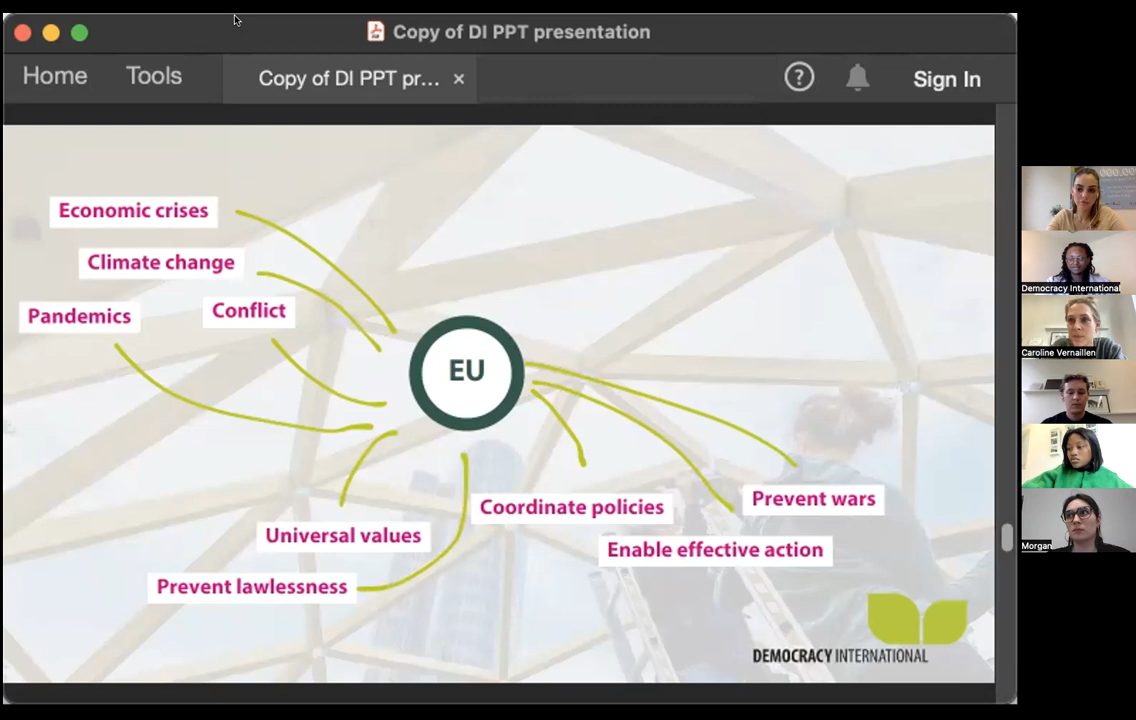 Copy of DI PPT presentation
Home
Tools
Copy of DI PPT pr... ×
?
Sign In
Economic crises
Climate change
Pandemics
Conflict
EU
Universal values
Prevent lawlessness
Coordinate policies
Enable effective action
Prevent wars
DEMOCRACY INTERNATIONAL
Democracy International
Caroline Vernaillen
Morgan